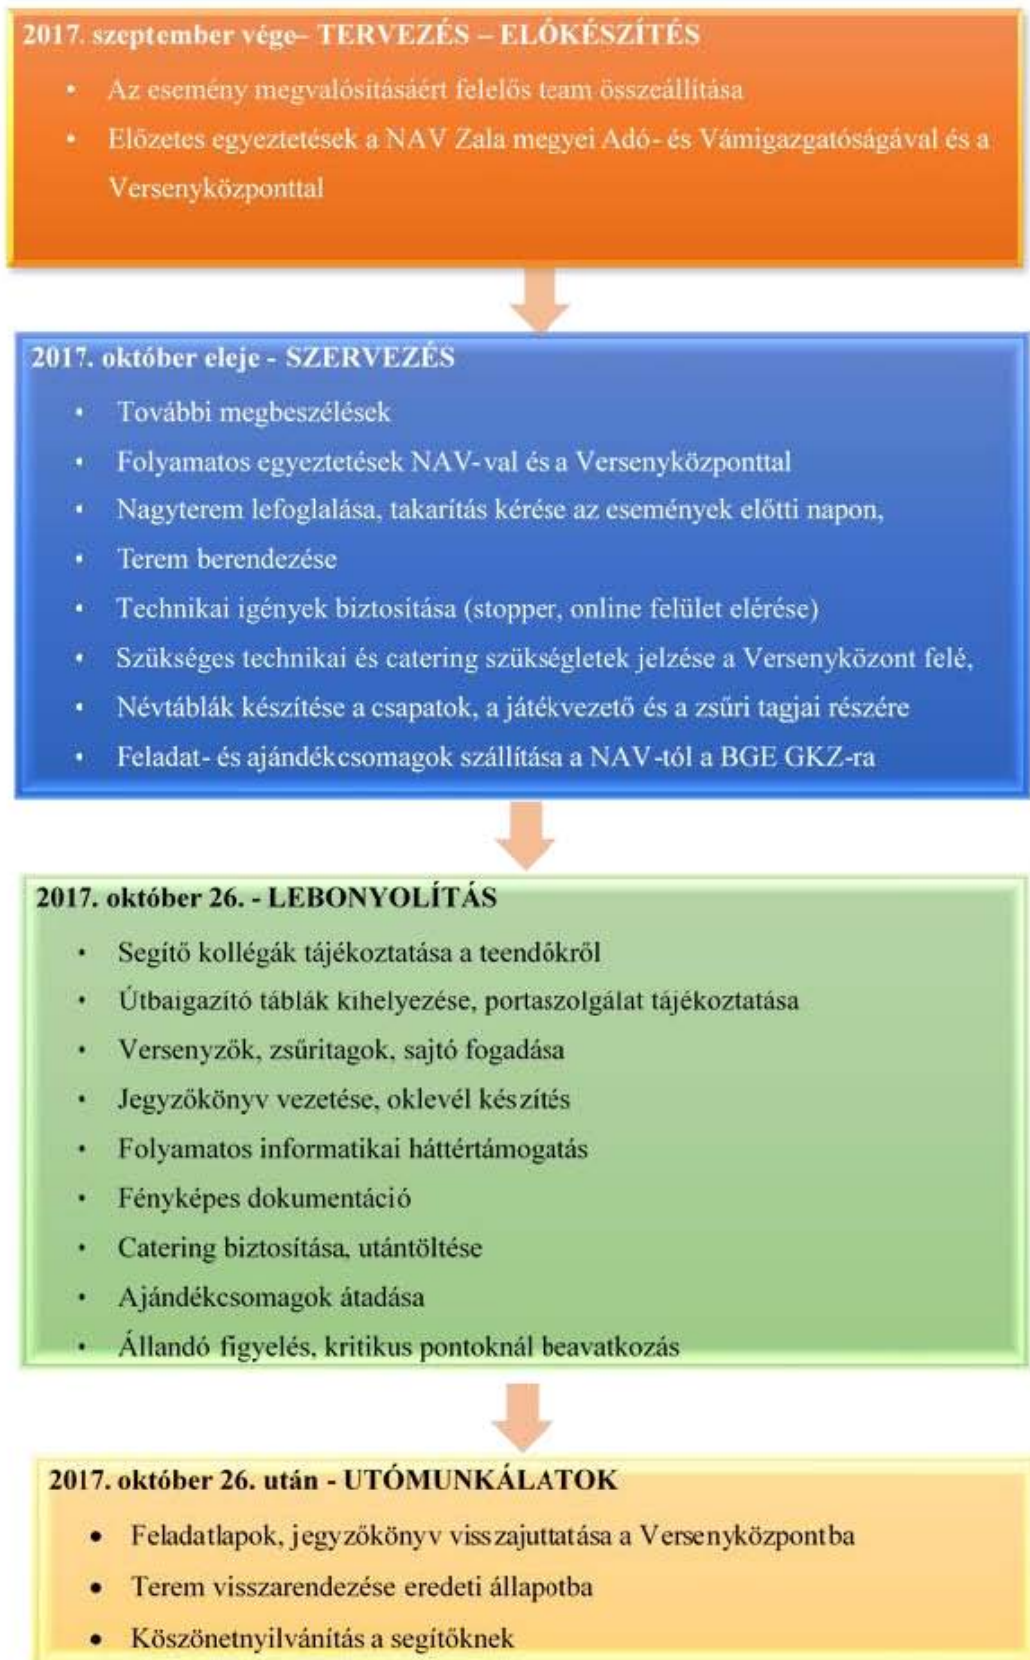 2017. szeptember vége– TERVEZÉS – ELŐKÉSZÍTÉS
• Az esemény megvalósításáért felelős team összeállítása
• Előzetes egyeztetések a NAV Zala megyei Adó- és Vámigazgatóságával és a
Versenyközponttal
2017. október eleje - SZERVEZÉS
• További megbeszélések
• Folyamatos egyeztetések NAV-val és a Versenyközponttal
• Nagyterem lefoglalása, takarítás kérése az események előtti napon,
• Terem berendezése
• Technikai igények biztosítása (stopper, online felület elérése)
• Szükséges technikai és catering szükségletek jelzése a Versenyközont felé,
• Névtáblák készítése a csapatok, a játékvezető és a zsűri tagjai részére
• Feladat- és ajándékcsomagok szállítása a NAV-tól a BGE GKZ-ra
2017. október 26. - LEBONYOLÍTÁS
• Segítő kollégák tájékoztatása a teendőkről
• Útbaigazító táblák kihelyezése, portaszolgálat tájékoztatása
• Versenyzők, zsűritagok, sajtó fogadása
• Jegyzőkönyv vezetése, oklevél készítés
• Folyamatos informatikai háttértámogatás
• Fényképes dokumentáció
• Catering biztosítása, utántöltése
• Ajándékcsomagok átadása
• Állandó figyelés, kritikus pontoknál beavatkozás
2017. október 26. után - UTÓMUNKÁLATOK
• Feladatlapok, jegyzőkönyv visszajuttatása a Versenyközpontba
• Terem visszarendezése eredeti állapotba
• Köszönetnyilvánítás a segítőknek